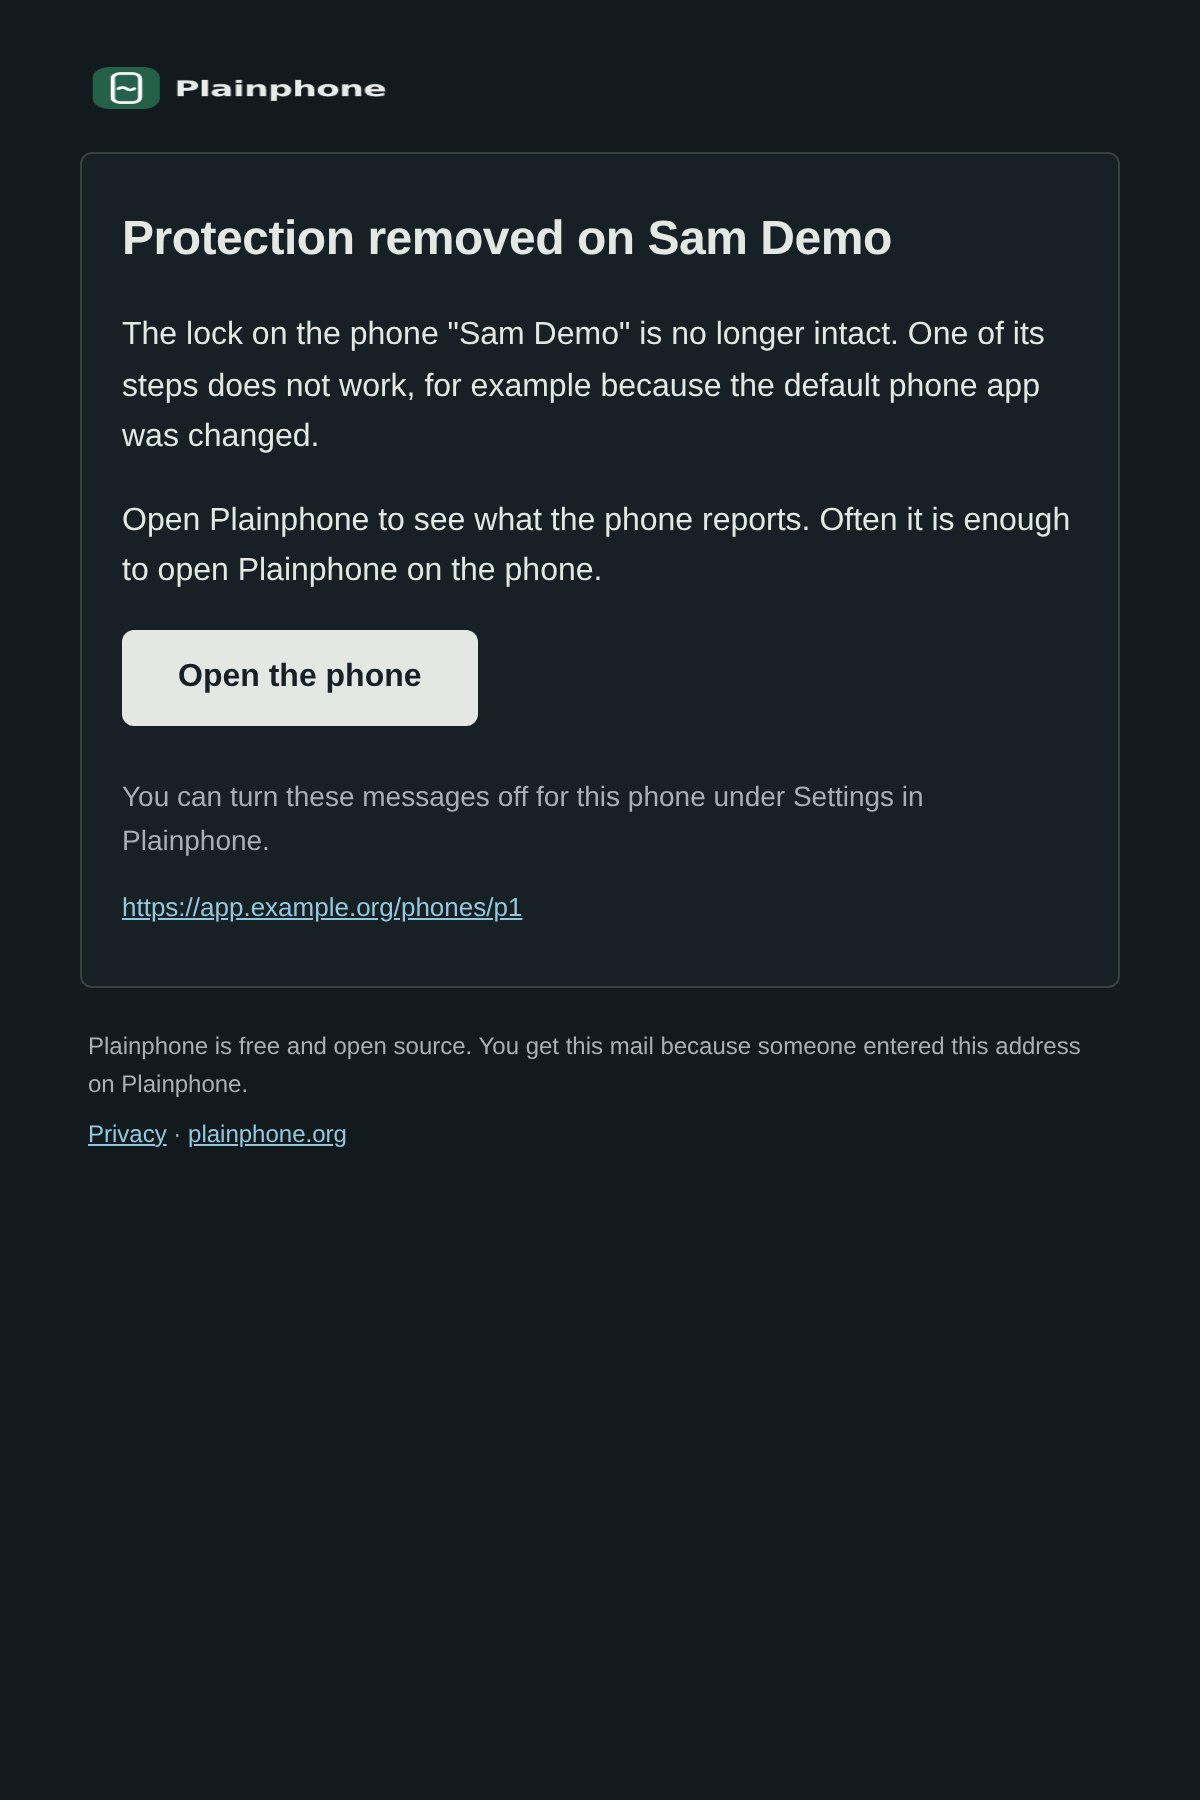 Plainphone
Protection removed on Sam Demo
The lock on the phone "Sam Demo" is no longer intact. One of its
steps does not work, for example because the default phone app
was changed.
Open Plainphone to see what the phone reports. Often it is enough
to open Plainphone on the phone.
Open the phone
You can turn these messages off for this phone under Settings in
Plainphone.
https://app.example.org/phones/p1
Plainphone is free and open source. You get this mail because someone entered this address
on Plainphone.
Privacy · plainphone.org